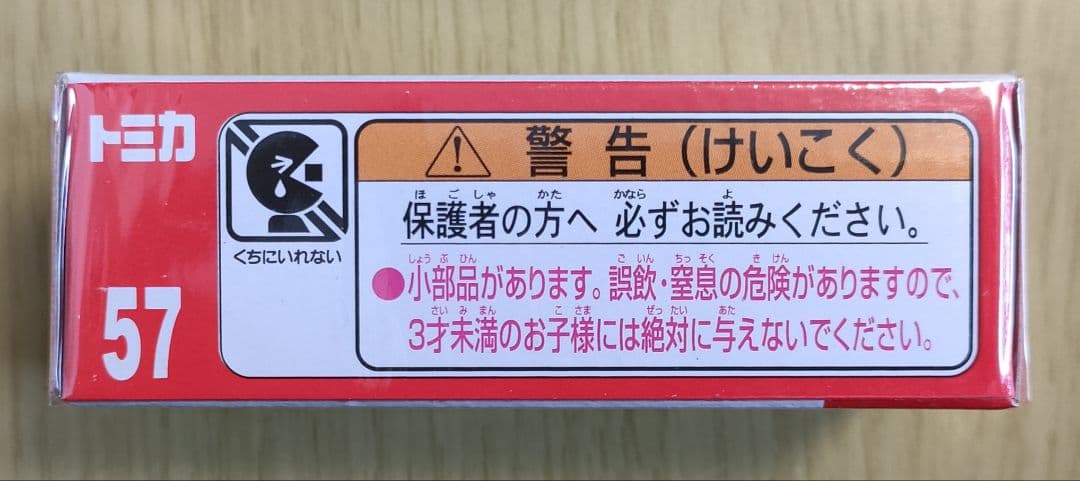 トミカ
57
くちにいれない
警告(けいこく)
ほごしゃ かた かなら よ
保護者の方へ 必ずお読みください。
しょうぶひん ごいん ちっそく きけん
●小部品があります。誤飲・窒息の危険がありますので、
さいみまん こさま ぜったい あた
3才未満のお子様には絶対に与えないでください。